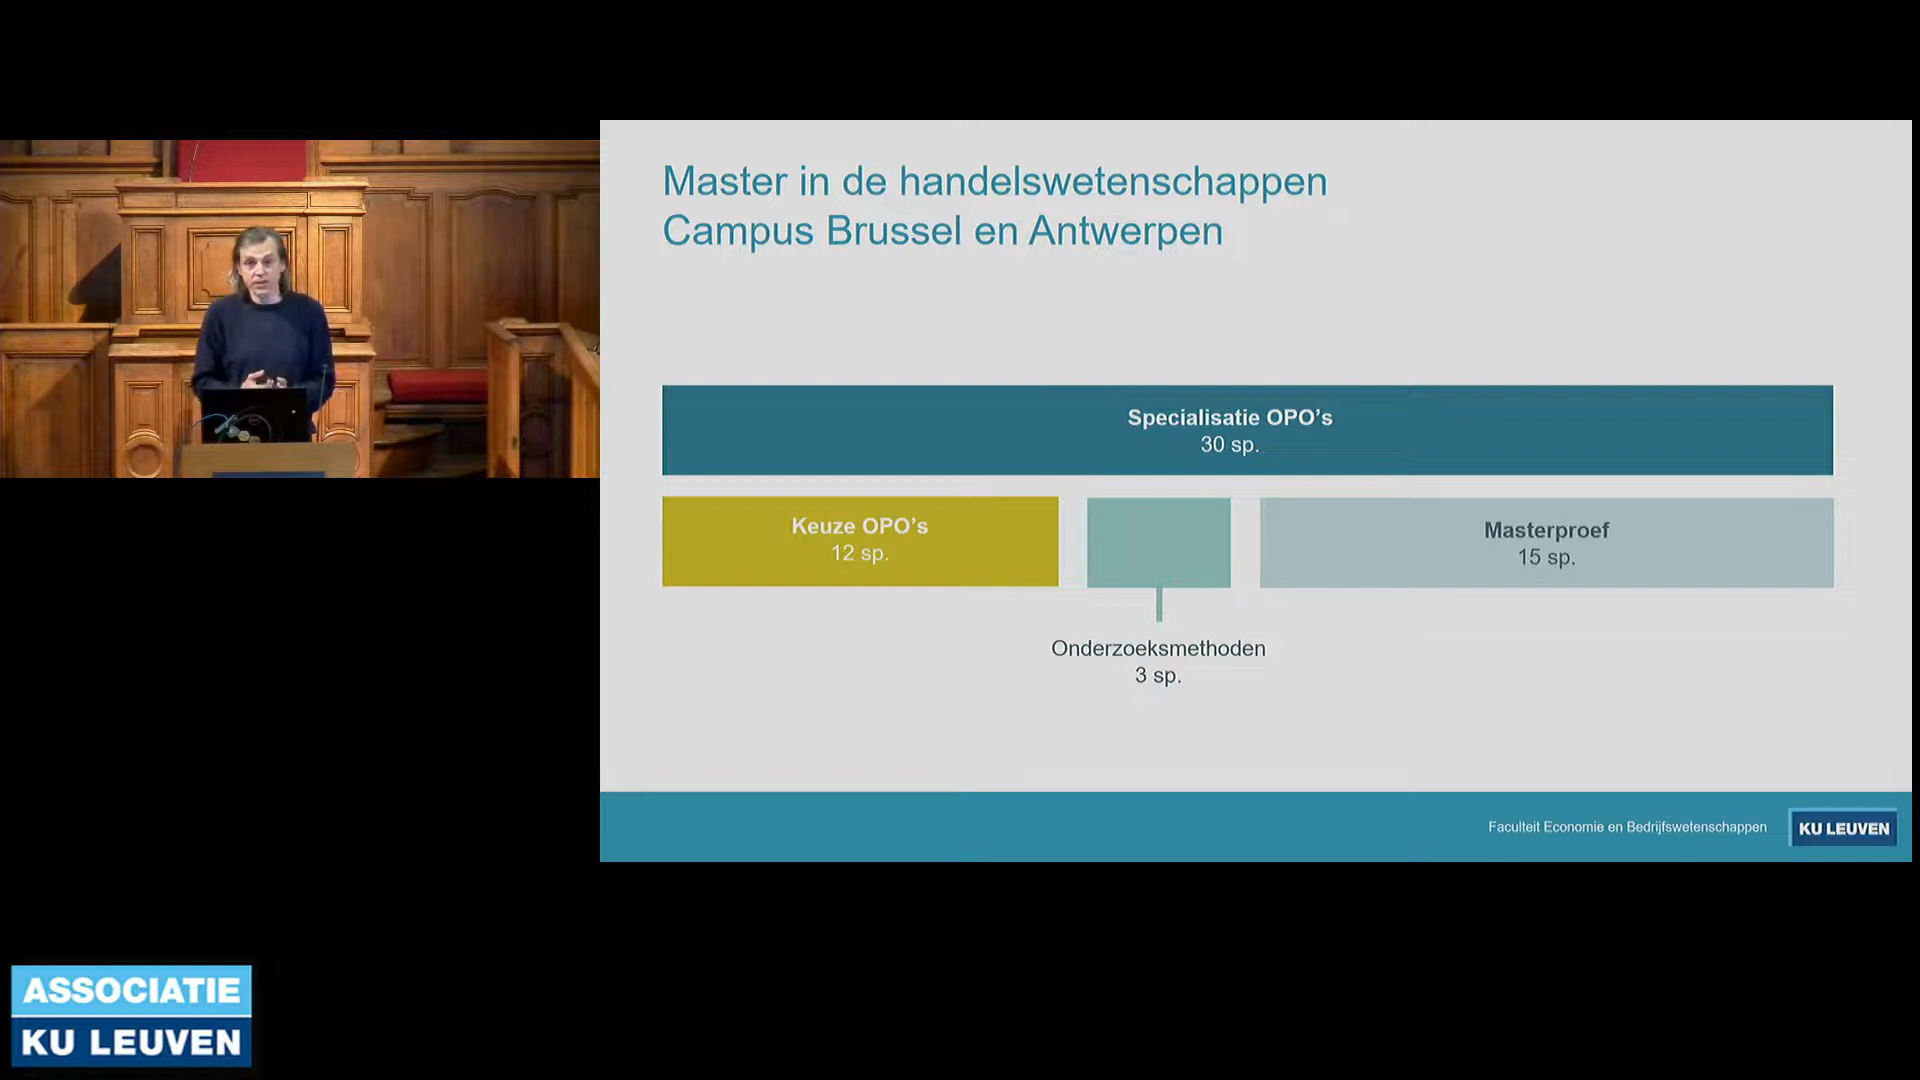 Master in de handelswetenschappen
Campus Brussel en Antwerpen
Specialisatie OPO’s
30 sp.
Keuze OPO’s
12 sp.
Masterproef
15 sp.
Onderzoeksmethoden
3 sp.
Faculteit Economie en Bedrijfswetenschappen
KU LEUVEN
ASSOCIATIE
KU LEUVEN